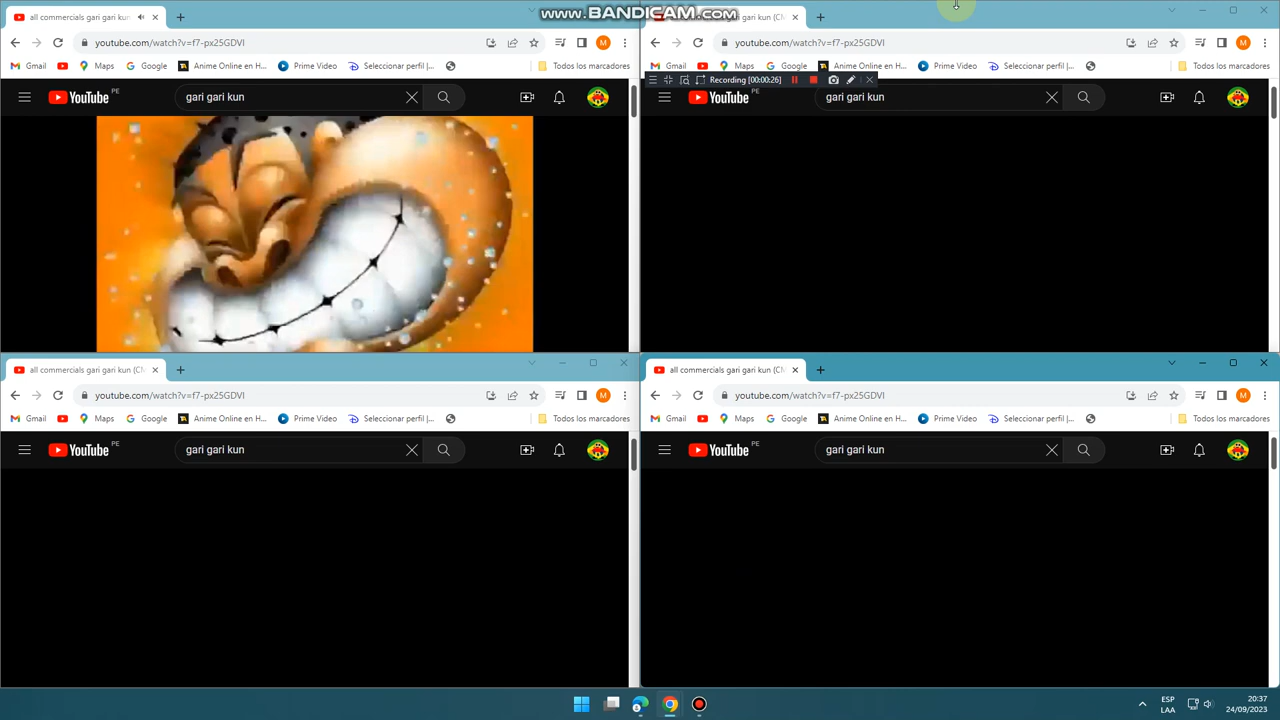 www.BANDICAM.com
all commercials gari gari kun
youtube.com/watch?v=f7-px25GDVI
Gmail Maps Google Anime Online en H... Prime Video Seleccionar perfil |... Todos los marcadores
YouTube PE
gari gari kun
gari gari kun (C
youtube.com/watch?v=f7-px25GDVI
Gmail Maps Google Anime Online en H... Prime Video Seleccionar perfil |... Todos los marcadores
Recording [00:00:26]
YouTube
gari gari kun
all commercials gari gari kun (CM
youtube.com/watch?v=f7-px25GDVI
Gmail Maps Google Anime Online en H... Prime Video Seleccionar perfil |... Todos los marcadores
YouTube PE
gari gari kun
all commercials gari gari kun (CM
youtube.com/watch?v=f7-px25GDVI
Gmail Maps Google Anime Online en H... Prime Video Seleccionar perfil |... Todos los marcadores
YouTube PE
gari gari kun
ESP
LAA
20:37
24/09/2023